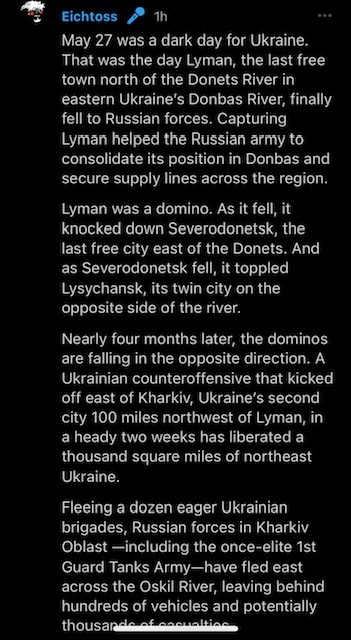 Eichtoss 1h
May 27 was a dark day for Ukraine.
That was the day Lyman, the last free
town north of the Donets River in
eastern Ukraine's Donbas River, finally
fell to Russian forces. Capturing
Lyman helped the Russian army to
consolidate its position in Donbas and
secure supply lines across the region.
Lyman was a domino. As it fell, it
knocked down Severodonetsk, the
last free city east of the Donets. And
as Severodonetsk fell, it toppled
Lysychansk, its twin city on the
opposite side of the river.
Nearly four months later, the dominos
are falling in the opposite direction. A
Ukrainian counteroffensive that kicked
off east of Kharkiv, Ukraine's second
city 100 miles northwest of Lyman, in
a heady two weeks has liberated a
thousand square miles of northeast
Ukraine.
Fleeing a dozen eager Ukrainian
brigades, Russian forces in Kharkiv
Oblast —including the once-elite 1st
Guard Tanks Army—have fled east
across the Oskil River, leaving behind
hundreds of vehicles and potentially
thousands of casualties